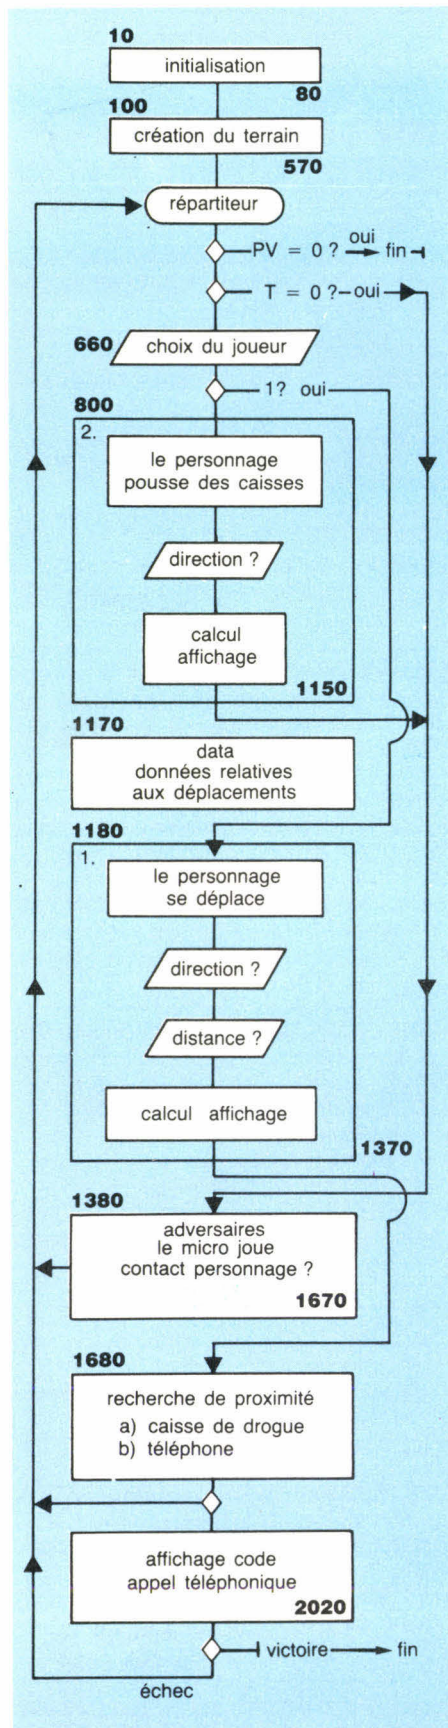 10
initialisation
80
100
création du terrain
570
répartiteur
oui
PV = 0 ? fin
T = 0 ? oui
660
choix du joueur
1? oui
800
2.
le personnage
pousse des caisses
direction ?
calcul
affichage
1150
1170
data
données relatives
aux déplacements
1180
1.
le personnage
se déplace
direction ?
distance ?
calcul affichage
1370
1380
adversaires
le micro joue
contact personnage ?
1670
1680
recherche de proximité
a) caisse de drogue
b) téléphone
affichage code
appel téléphonique
2020
victoire fin
échec